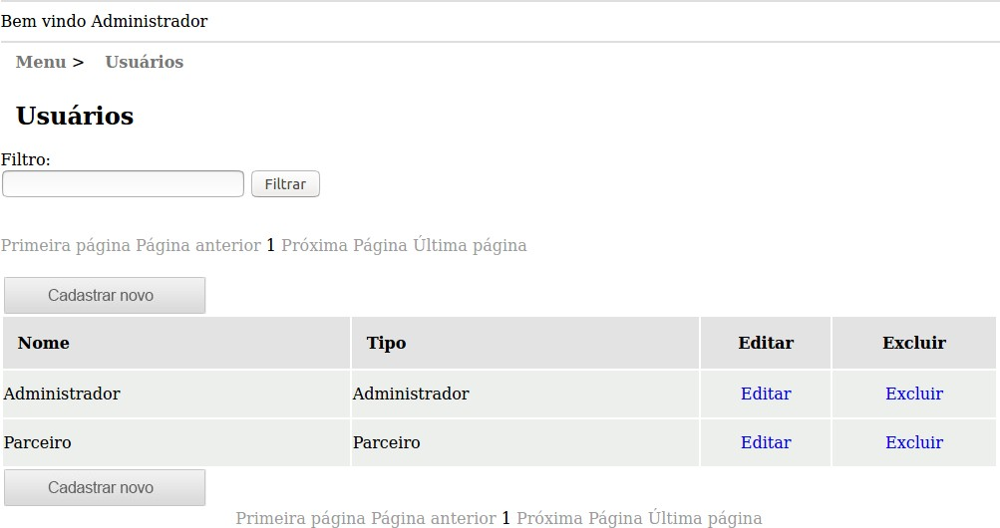 Bem vindo Administrador
Menu > Usuários
Usuários
Filtro:
Filtrar
Primeira página Página anterior 1 Próxima Página Última página
Cadastrar novo
Nome Tipo Editar Excluir
Administrador Administrador Editar Excluir
Parceiro Parceiro Editar Excluir
Cadastrar novo
Primeira página Página anterior 1 Próxima Página Última página